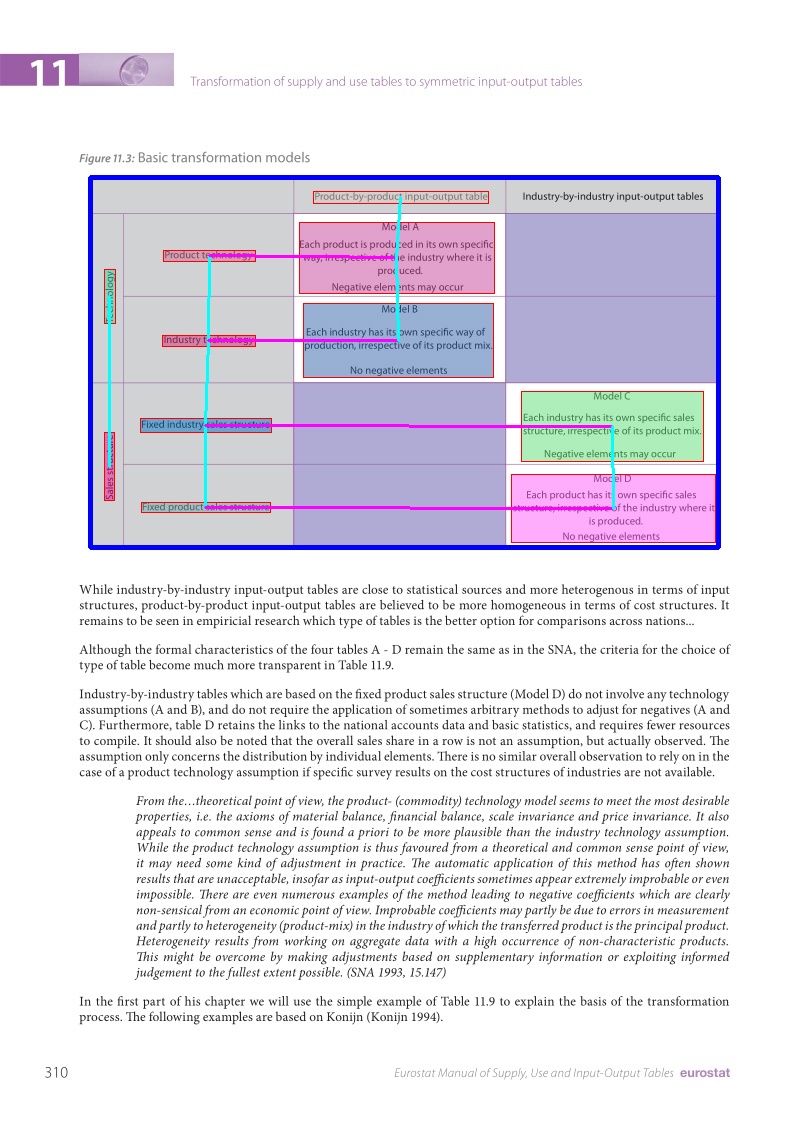 11
Transformation of supply and use tables to symmetric input-output tables
Figure 11.3: Basic transformation models
Product-by-product input-output table
Industry-by-industry input-output tables
Technology
Product technology
Model A
Each product is produced in its own specific
way, irrespective of the industry where it is
produced.
Negative elements may occur
Industry technology
Model B
Each industry has its own specific way of
production, irrespective of its product mix.
No negative elements
Sales structure
Fixed industry sales structure
Model C
Each industry has its own specific sales
structure, irrespective of its product mix.
Negative elements may occur
Fixed product sales structure
Model D
Each product has its own specific sales
structure, irrespective of the industry where it
is produced.
No negative elements
While industry-by-industry input-output tables are close to statistical sources and more heterogenous in terms of input
structures, product-by-product input-output tables are believed to be more homogeneous in terms of cost structures. It
remains to be seen in empiricial research which type of tables is the better option for comparisons across nations...
Although the formal characteristics of the four tables A - D remain the same as in the SNA, the criteria for the choice of
type of table become much more transparent in Table 11.9.
Industry-by-industry tables which are based on the fixed product sales structure (Model D) do not involve any technology
assumptions (A and B), and do not require the application of sometimes arbitrary methods to adjust for negatives (A and
C). Furthermore, table D retains the links to the national accounts data and basic statistics, and requires fewer resources
to compile. It should also be noted that the overall sales share in a row is not an assumption, but actually observed. The
assumption only concerns the distribution by individual elements. There is no similar overall observation to rely on in the
case of a product technology assumption if specific survey results on the cost structures of industries are not available.
From the…theoretical point of view, the product- (commodity) technology model seems to meet the most desirable
properties, i.e. the axioms of material balance, financial balance, scale invariance and price invariance. It also
appeals to common sense and is found a priori to be more plausible than the industry technology assumption.
While the product technology assumption is thus favoured from a theoretical and common sense point of view,
it may need some kind of adjustment in practice. The automatic application of this method has often shown
results that are unacceptable, insofar as input-output coefficients sometimes appear extremely improbable or even
impossible. There are even numerous examples of the method leading to negative coefficients which are clearly
non-sensical from an economic point of view. Improbable coefficients may partly be due to errors in measurement
and partly to heterogeneity (product-mix) in the industry of which the transferred product is the principal product.
Heterogeneity results from working on aggregate data with a high occurrence of non-characteristic products.
This might be overcome by making adjustments based on supplementary information or exploiting informed
judgement to the fullest extent possible. (SNA 1993, 15.147)
In the first part of his chapter we will use the simple example of Table 11.9 to explain the basis of the transformation
process. The following examples are based on Konijn (Konijn 1994).
310
Eurostat Manual of Supply, Use and Input-Output Tables eurostat